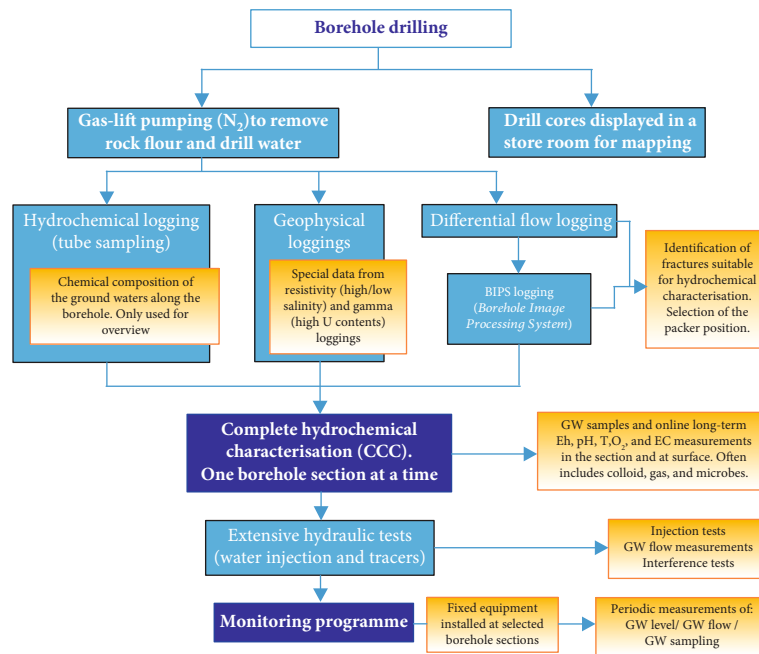 Borehole drilling
Gas-lift pumping (N₂)to remove
rock flour and drill water
Drill cores displayed in a
store room for mapping
Hydrochemical logging
(tube sampling)
Chemical composition of
the ground waters along the
borehole. Only used for
overview
Geophysical
loggings
Special data from
resistivity (high/low
salinity) and gamma
(high U contents)
loggings
Differential flow logging
BIPS logging
(Borehole Image
Processing System)
Identification of
fractures suitable
for hydrochemical
characterisation.
Selection of the
packer position.
Complete hydrochemical
characterisation (CCC).
One borehole section at a time
GW samples and online long-term
Eh, pH, T,O₂, and EC measurements
in the section and at surface. Often
includes colloid, gas, and microbes.
Extensive hydraulic tests
(water injection and tracers)
Injection tests
GW flow measurements
Interference tests
Monitoring programme
Fixed equipment
installed at selected
borehole sections
Periodic measurements of:
GW level/ GW flow /
GW sampling